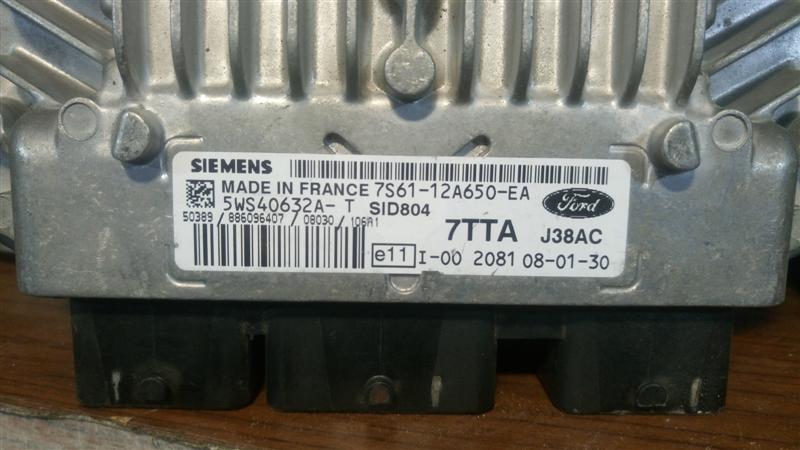 SIEMENS
MADE IN FRANCE 7S61-12A650-EA
5WS40632A- T SID804
50389 / 886096407 / 08030 / 106A1
Ford
7TTA J38AC
e11 I-00 2081 08-01-30